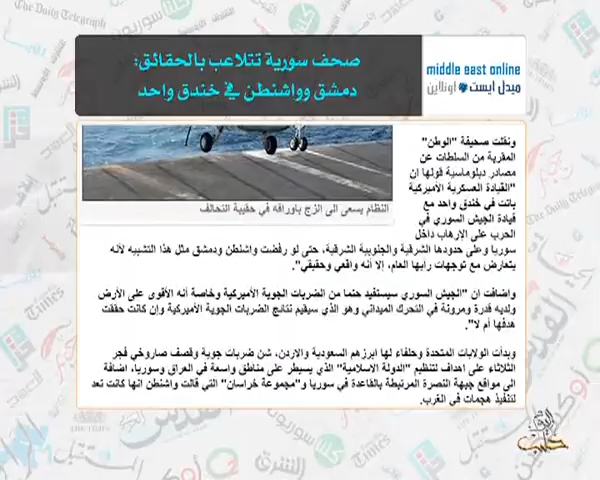 صحف سورية تتلاعب بالحقائق:
دمشق وواشنطن في خندق واحد
middle east online
ميدل ايست اونلاين
النظام يسعى الى الزج باوراقه في حقيبة التحالف
ونقلت صحيفة "الوطن"
المقربة من السلطات عن
مصادر دبلوماسية قولها ان
"القيادة العسكرية الأميركية
باتت في خندق واحد مع
قيادة الجيش السوري في
الحرب على الإرهاب داخل
سوريا وعلى حدودها الشرقية والجنوبية الشرقية، حتى لو رفضت واشنطن ودمشق مثل هذا التشبيه لأنه
يتعارض مع توجهات رايها العام، إلا أنه واقعي وحقيقي".
واضافت ان "الجيش السوري سيستفيد حتما من الضربات الجوية الأميركية وخاصة أنه الأقوى على الأرض
ولديه قدرة ومرونة في التحرك الميداني وهو الذي سيقيم نتائج الضربات الجوية الأميركية وإن كانت حققت
هدفها أم لا".
وبدأت الولايات المتحدة وحلفاء لها ابرزهم السعودية والاردن، شن ضربات جوية وقصف صاروخي فجر
الثلاثاء على اهداف لتنظيم "الدولة الاسلامية" الذي يسيطر على مناطق واسعة في العراق وسوريا، اضافة
الى مواقع جبهة النصرة المرتبطة بالقاعدة في سوريا و"مجموعة خراسان" التي قالت واشنطن انها كانت تعد
لتنفيذ هجمات في الغرب.